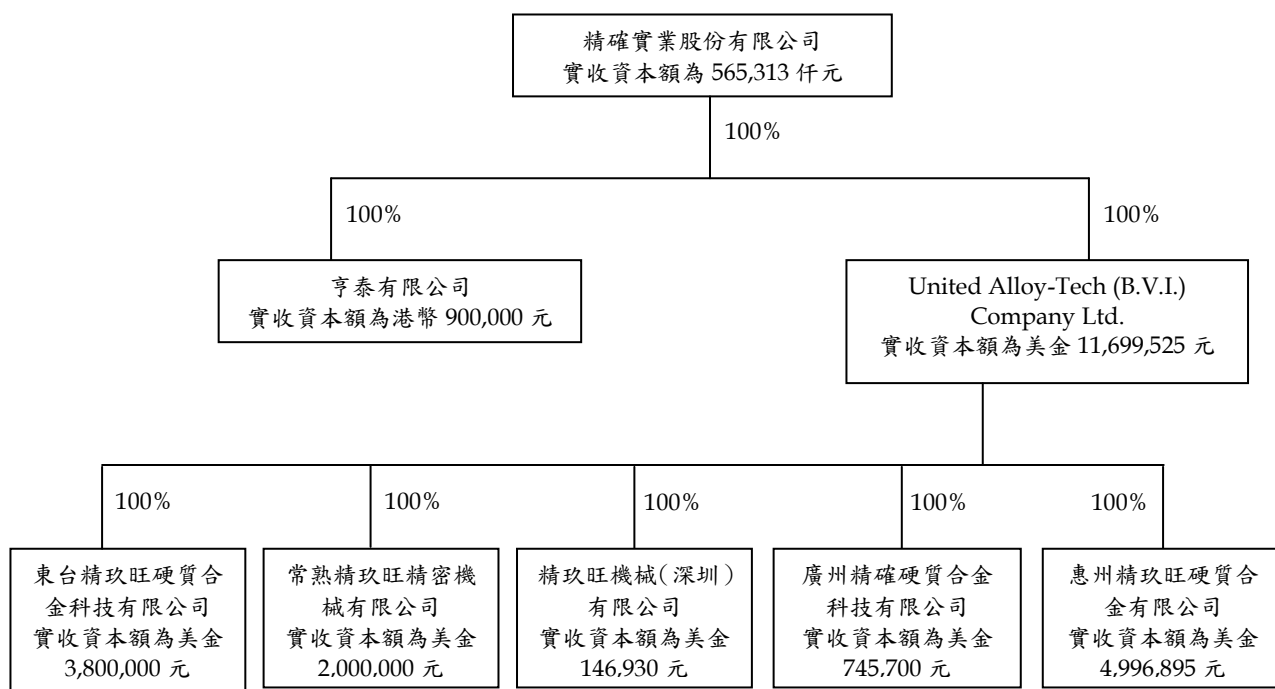 精確實業股份有限公司
實收資本額為 565,313 仟元
100%
100%
100%
亨泰有限公司
實收資本額為港幣 900,000 元
United Alloy-Tech (B.V.I.)
Company Ltd.
實收資本額為美金 11,699,525 元
100%
100%
100%
100%
100%
東台精玖旺硬質合
金科技有限公司
實收資本額為美金
3,800,000 元
常熟精玖旺精密機
械有限公司
實收資本額為美金
2,000,000 元
精玖旺機械(深圳)
有限公司
實收資本額為美金
146,930 元
廣州精確硬質合金
科技有限公司
實收資本額為美金
745,700 元
惠州精玖旺硬質合
金有限公司
實收資本額為美金
4,996,895 元